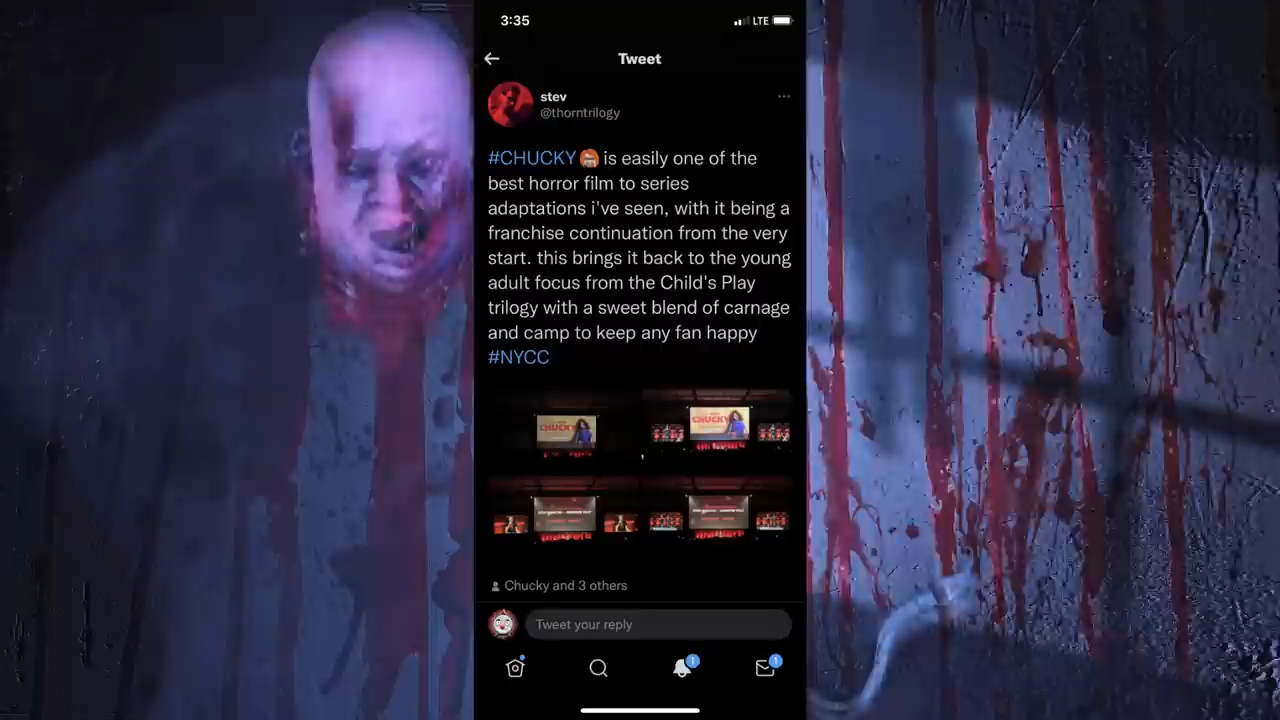 3:35
LTE
Tweet
stev
@thorntrilogy
#CHUCKY is easily one of the
best horror film to series
adaptations i've seen, with it being a
franchise continuation from the very
start. this brings it back to the young
adult focus from the Child's Play
trilogy with a sweet blend of carnage
and camp to keep any fan happy
#NYCC
CHUCKY
CHUCKY
Chucky and 3 others
Tweet your reply
1
1